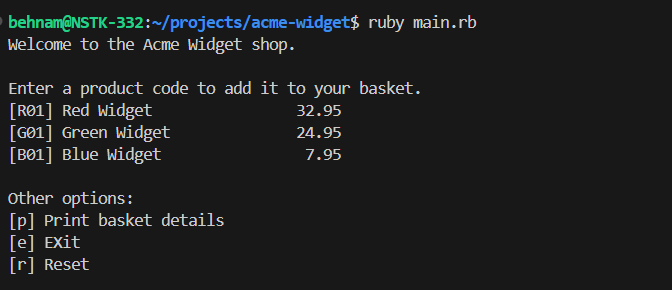 behnam@NSTK-332:~/projects/acme-widget$ ruby main.rb
Welcome to the Acme Widget shop.
Enter a product code to add it to your basket.
[R01] Red Widget 32.95
[G01] Green Widget 24.95
[B01] Blue Widget 7.95
Other options:
[p] Print basket details
[e] EXit
[r] Reset